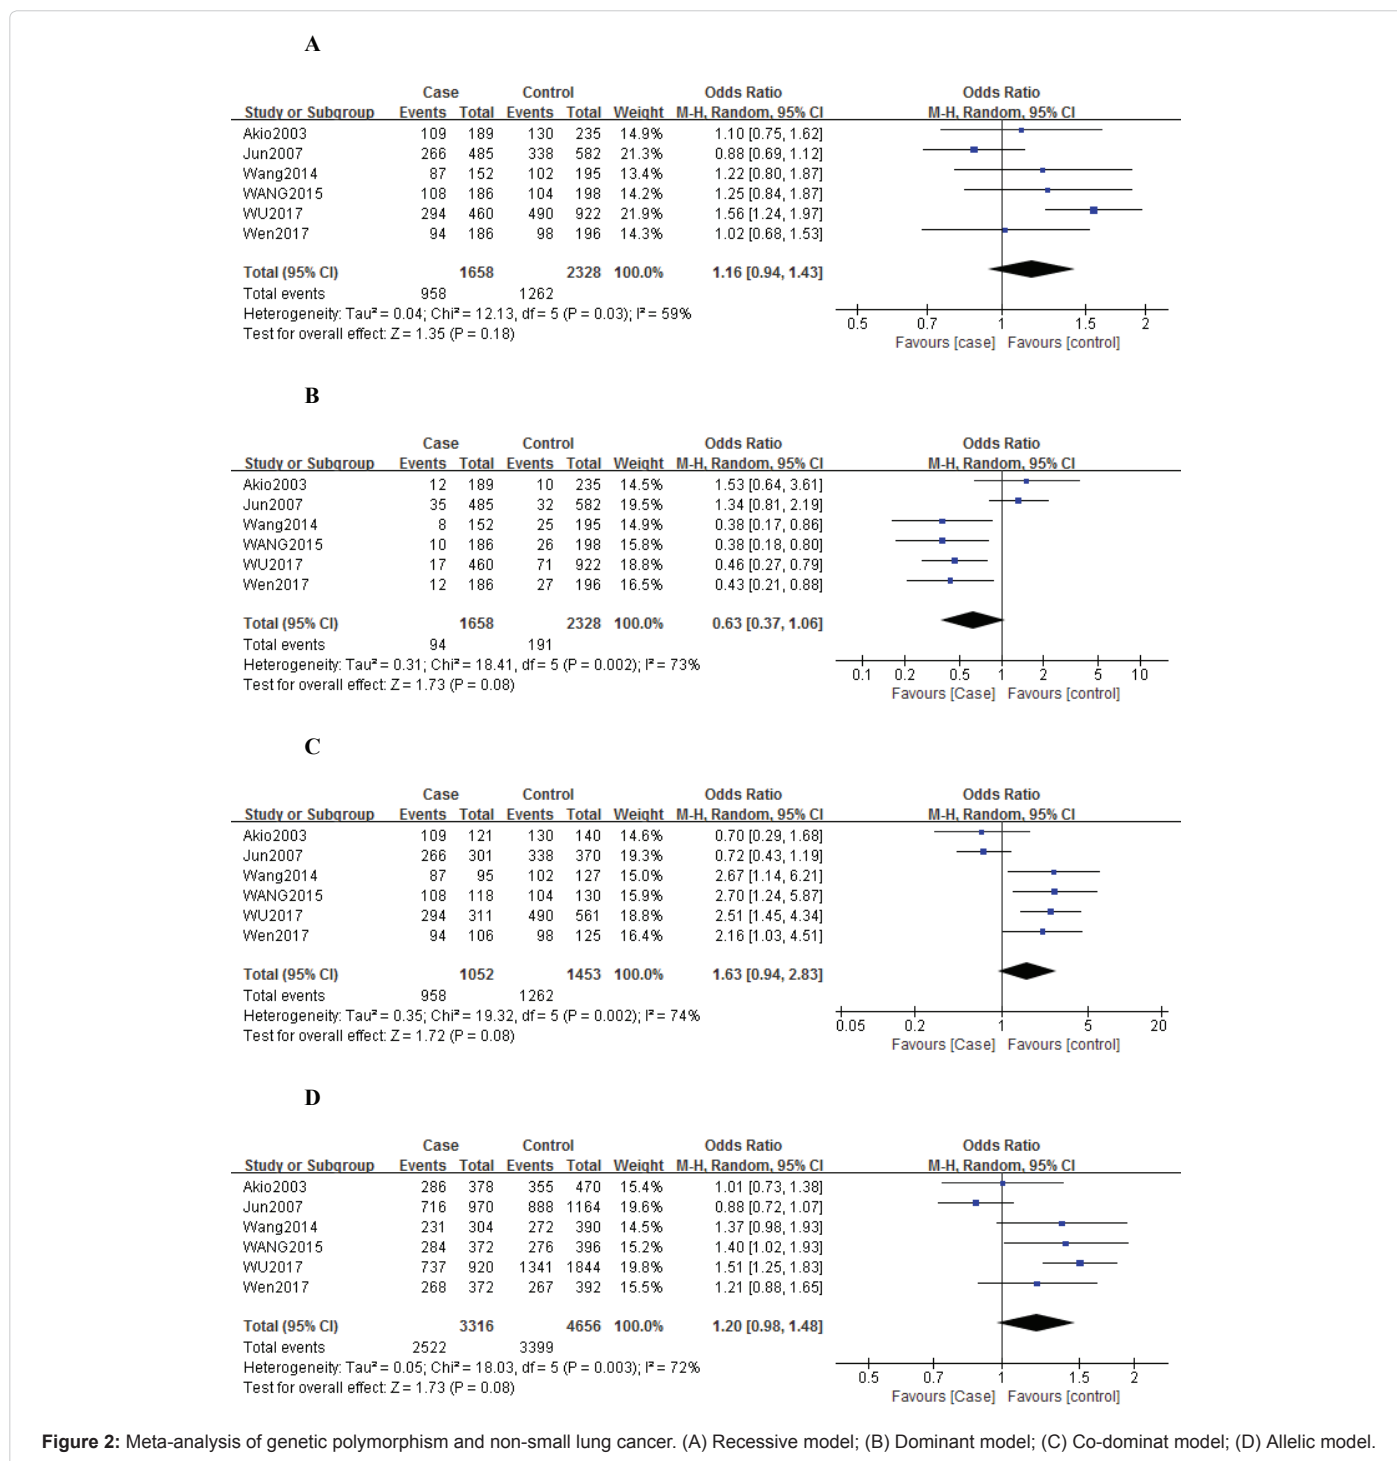 A
Case Control Odds Ratio Odds Ratio
Study or Subgroup Events Total Events Total Weight M-H, Random, 95% CI M-H, Random, 95% CI
Akio2003 109 189 130 235 14.9% 1.10 [0.75, 1.62]
Jun2007 266 485 338 582 21.3% 0.88 [0.69, 1.12]
Wang2014 87 152 102 195 13.4% 1.22 [0.80, 1.87]
WANG2015 108 186 104 198 14.2% 1.25 [0.84, 1.87]
WU2017 294 460 490 922 21.9% 1.56 [1.24, 1.97]
Wen2017 94 186 98 196 14.3% 1.02 [0.68, 1.53]
Total (95% CI) 1658 2328 100.0% 1.16 [0.94, 1.43]
Total events 958 1262
Heterogeneity: Tau² = 0.04; Chi² = 12.13, df = 5 (P = 0.03); I² = 59%
Test for overall effect: Z = 1.35 (P = 0.18)
0.5 0.7 1 1.5 2
Favours [case] Favours [control]
B
Case Control Odds Ratio Odds Ratio
Study or Subgroup Events Total Events Total Weight M-H, Random, 95% CI M-H, Random, 95% CI
Akio2003 12 189 10 235 14.5% 1.53 [0.64, 3.61]
Jun2007 35 485 32 582 19.5% 1.34 [0.81, 2.19]
Wang2014 8 152 25 195 14.9% 0.38 [0.17, 0.86]
WANG2015 10 186 26 198 15.8% 0.38 [0.18, 0.80]
WU2017 17 460 71 922 18.8% 0.46 [0.27, 0.79]
Wen2017 12 186 27 196 16.5% 0.43 [0.21, 0.88]
Total (95% CI) 1658 2328 100.0% 0.63 [0.37, 1.06]
Total events 94 191
Heterogeneity: Tau² = 0.31; Chi² = 18.41, df = 5 (P = 0.002); I² = 73%
Test for overall effect: Z = 1.73 (P = 0.08)
0.1 0.2 0.5 1 2 5 10
Favours [Case] Favours [control]
C
Case Control Odds Ratio Odds Ratio
Study or Subgroup Events Total Events Total Weight M-H, Random, 95% CI M-H, Random, 95% CI
Akio2003 109 121 130 140 14.6% 0.70 [0.29, 1.68]
Jun2007 266 301 338 370 19.3% 0.72 [0.43, 1.19]
Wang2014 87 95 102 127 15.0% 2.67 [1.14, 6.21]
WANG2015 108 118 104 130 15.9% 2.70 [1.24, 5.87]
WU2017 294 311 490 561 18.8% 2.51 [1.45, 4.34]
Wen2017 94 106 98 125 16.4% 2.16 [1.03, 4.51]
Total (95% CI) 1052 1453 100.0% 1.63 [0.94, 2.83]
Total events 958 1262
Heterogeneity: Tau² = 0.35; Chi² = 19.32, df = 5 (P = 0.002); I² = 74%
Test for overall effect: Z = 1.72 (P = 0.08)
0.05 0.2 1 5 20
Favours [Case] Favours [control]
D
Case Control Odds Ratio Odds Ratio
Study or Subgroup Events Total Events Total Weight M-H, Random, 95% CI M-H, Random, 95% CI
Akio2003 286 378 355 470 15.4% 1.01 [0.73, 1.38]
Jun2007 716 970 888 1164 19.6% 0.88 [0.72, 1.07]
Wang2014 231 304 272 390 14.5% 1.37 [0.98, 1.93]
WANG2015 284 372 276 396 15.2% 1.40 [1.02, 1.93]
WU2017 737 920 1341 1844 19.8% 1.51 [1.25, 1.83]
Wen2017 268 372 267 392 15.5% 1.21 [0.88, 1.65]
Total (95% CI) 3316 4656 100.0% 1.20 [0.98, 1.48]
Total events 2522 3399
Heterogeneity: Tau² = 0.05; Chi² = 18.03, df = 5 (P = 0.003); I² = 72%
Test for overall effect: Z = 1.73 (P = 0.08)
0.5 0.7 1 1.5 2
Favours [Case] Favours [control]
Figure 2: Meta-analysis of genetic polymorphism and non-small lung cancer. (A) Recessive model; (B) Dominant model; (C) Co-dominat model; (D) Allelic model.